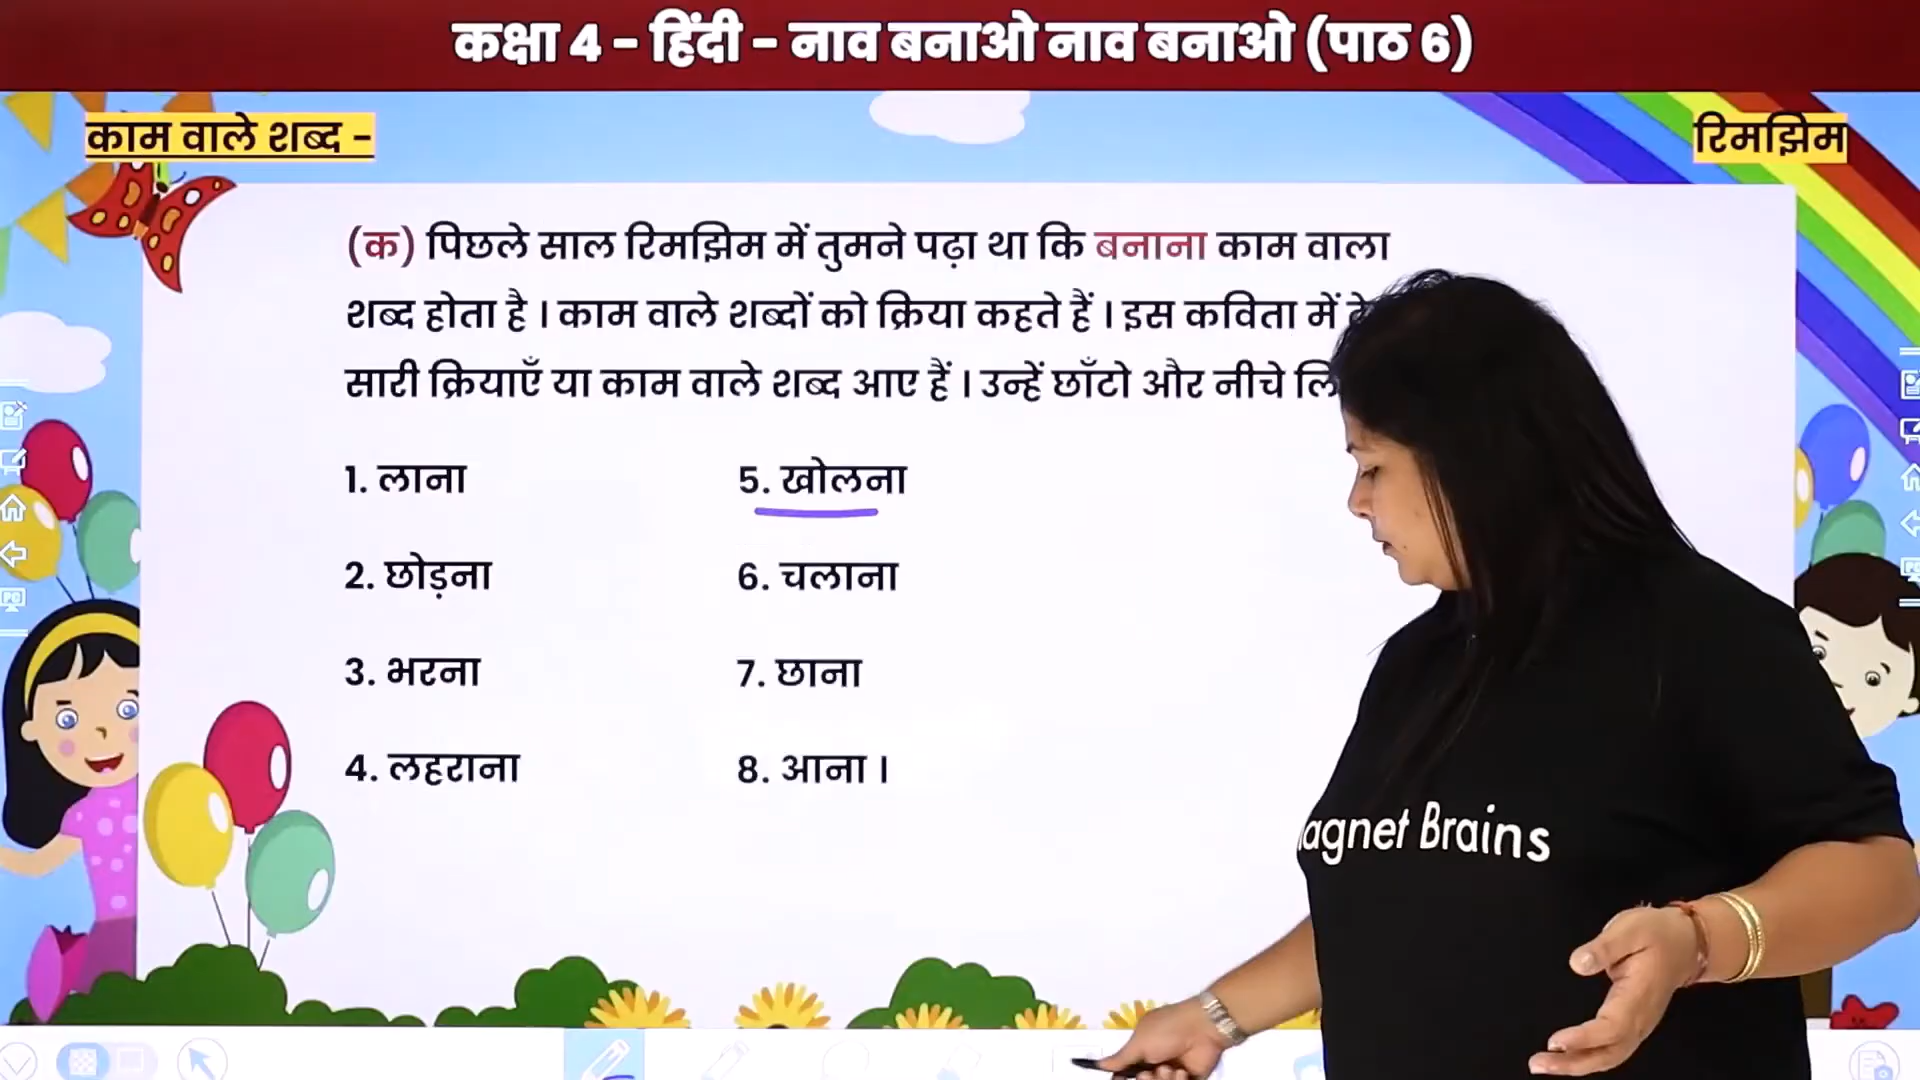 कक्षा 4 - हिंदी - नाव बनाओ नाव बनाओ (पाठ 6)
काम वाले शब्द -
रिमझिम
(क) पिछले साल रिमझिम में तुमने पढ़ा था कि बनाना काम वाला
शब्द होता है । काम वाले शब्दों को क्रिया कहते हैं । इस कविता में
सारी क्रियाएँ या काम वाले शब्द आए हैं । उन्हें छाँटो और नीचे
1. लाना
2. छोड़ना
3. भरना
4. लहराना
5. खोलना
6. चलाना
7. छाना
8. आना ।
agnet Brains